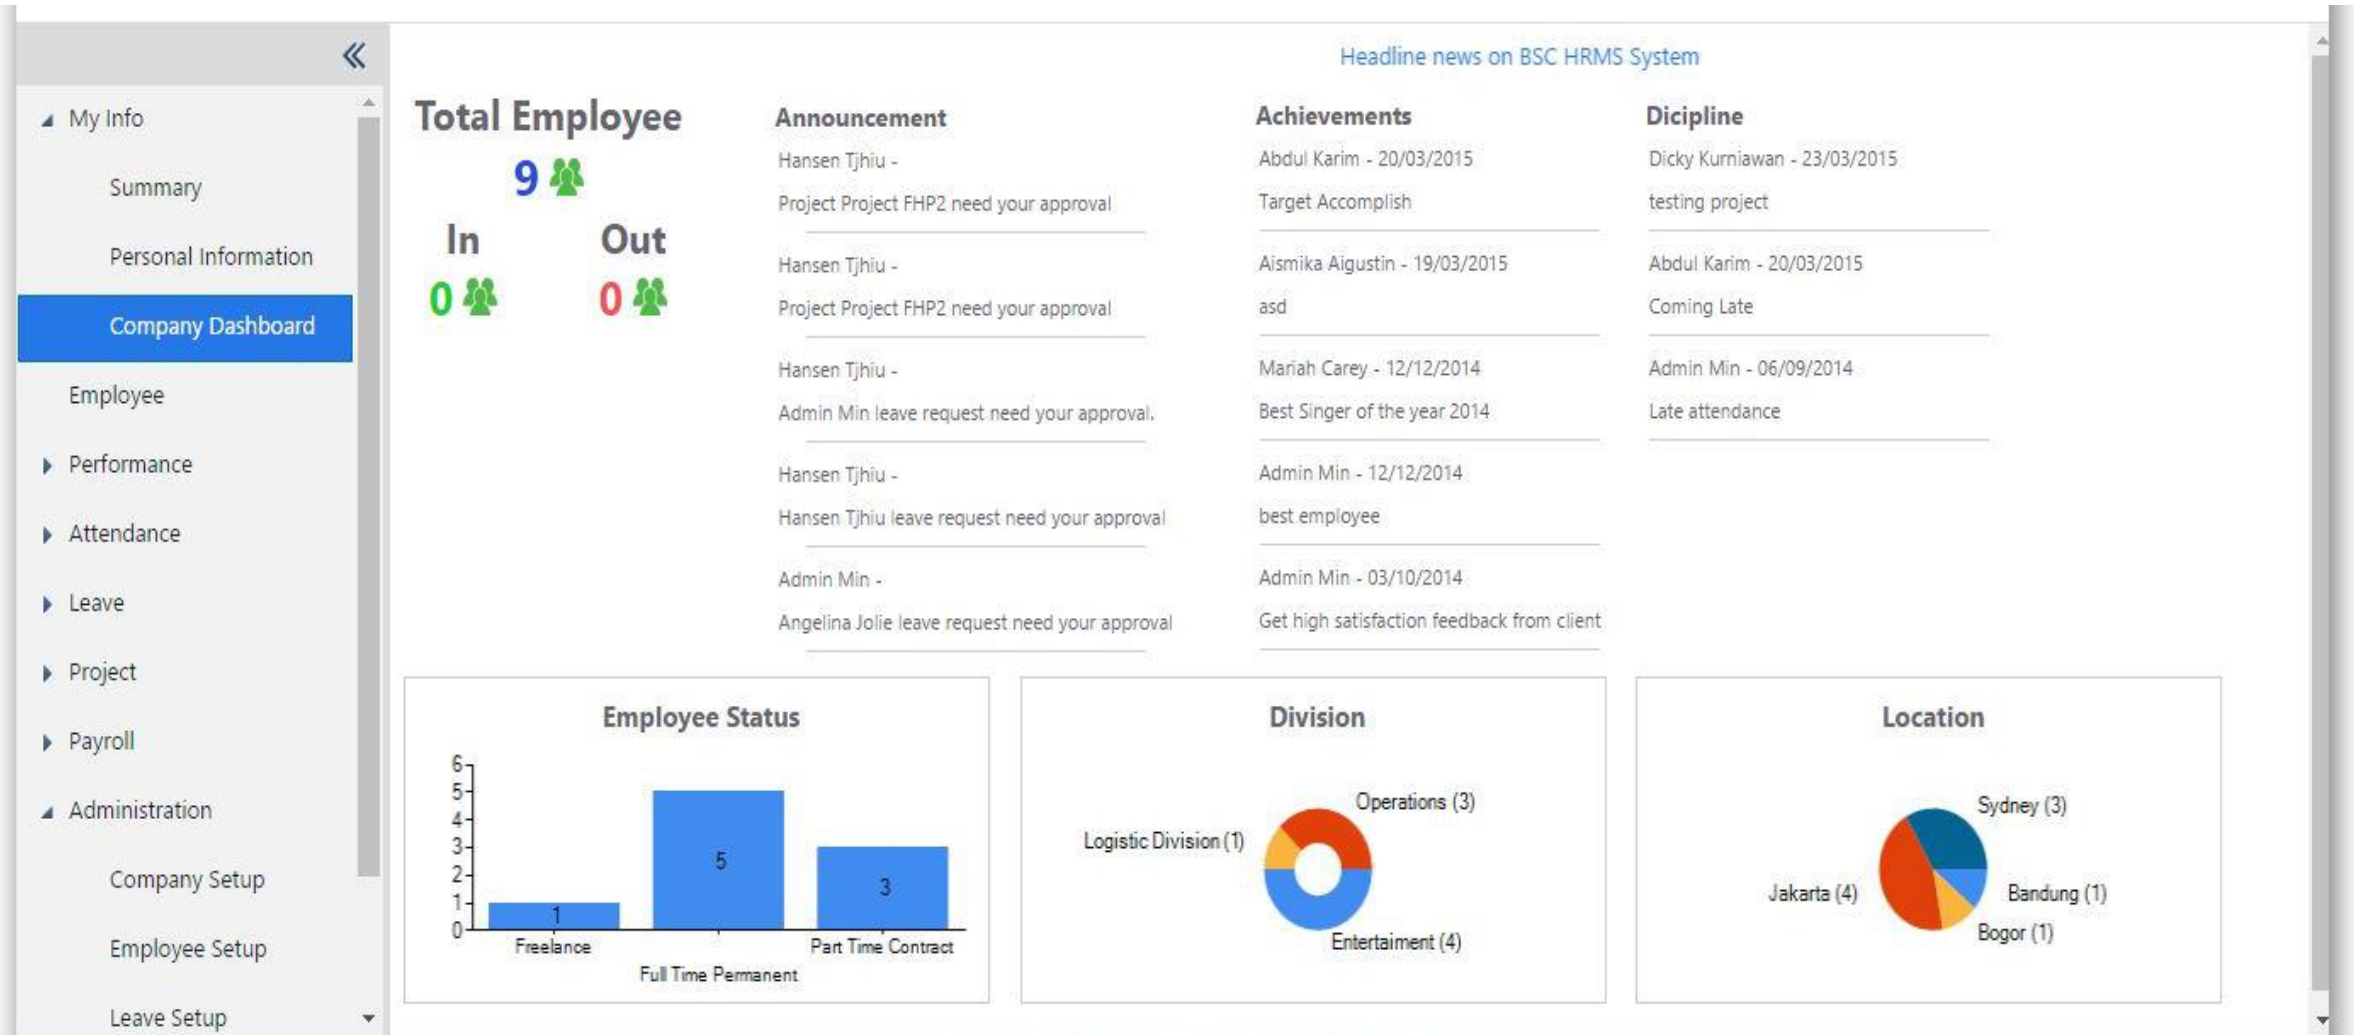 Headline news on BSC HRMS System
My Info
Summary
Personal Information
Company Dashboard
Employee
Performance
Attendance
Leave
Project
Payroll
Administration
Company Setup
Employee Setup
Leave Setup
Total Employee
9
In
Out
0
0
Announcement
Hansen Tjhiu -
Project Project FHP2 need your approval
Hansen Tjhiu -
Project Project FHP2 need your approval
Hansen Tjhiu -
Admin Min leave request need your approval.
Hansen Tjhiu -
Hansen Tjhiu leave request need your approval
Admin Min -
Angelina Jolie leave request need your approval
Achievements
Abdul Karim - 20/03/2015
Target Accomplish
Aismika Aigustin - 19/03/2015
asd
Mariah Carey - 12/12/2014
Best Singer of the year 2014
Admin Min - 12/12/2014
best employee
Admin Min - 03/10/2014
Get high satisfaction feedback from client
Dicipline
Dicky Kurniawan - 23/03/2015
testing project
Abdul Karim - 20/03/2015
Coming Late
Admin Min - 06/09/2014
Late attendance
Employee Status
6
5
4
3
2
1
0
1
5
3
Freelance
Full Time Permanent
Part Time Contract
Division
Operations (3)
Logistic Division (1)
Entertaiment (4)
Location
Sydney (3)
Jakarta (4)
Bandung (1)
Bogor (1)